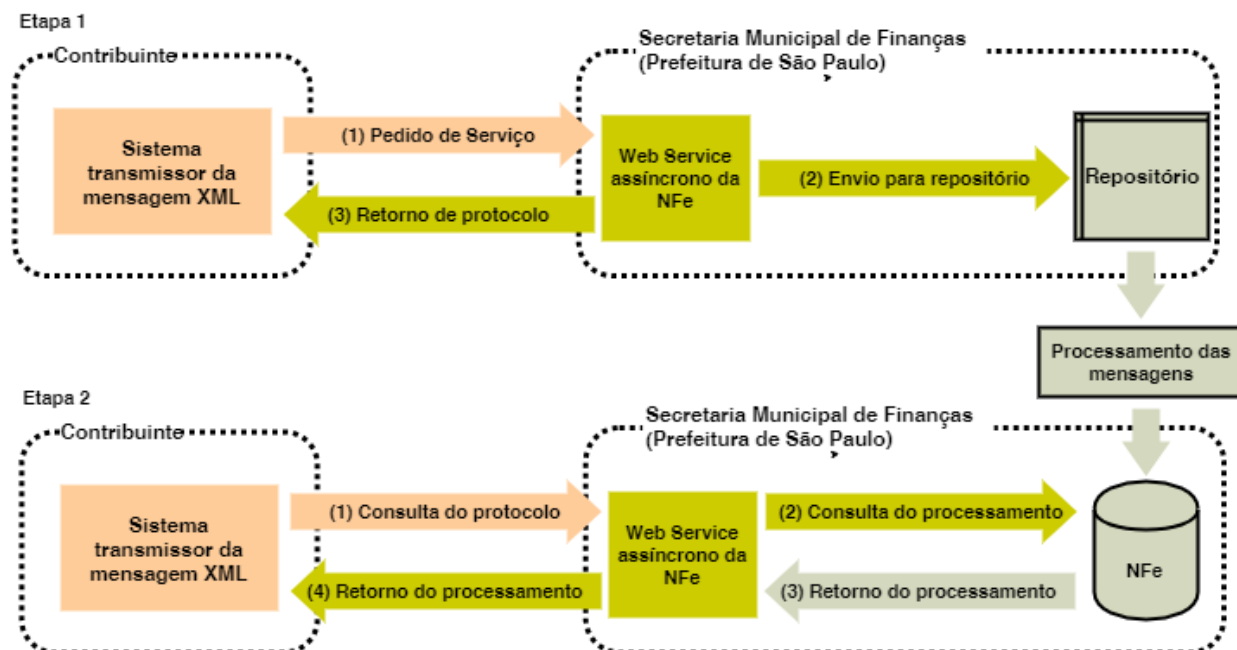 Etapa 1
Contribuinte
Secretaria Municipal de Finanças
(Prefeitura de São Paulo)
Sistema
transmissor da
mensagem XML
(1) Pedido de Serviço
(3) Retorno de protocolo
Web Service
assíncrono da
NFe
(2) Envio para repositório
Repositório
Processamento das
mensagens
Etapa 2
Contribuinte
Secretaria Municipal de Finanças
(Prefeitura de São Paulo)
Sistema
transmissor da
mensagem XML
(1) Consulta do protocolo
(4) Retorno do processamento
Web Service
assíncrono da
NFe
(2) Consulta do processamento
(3) Retorno do processamento
NFe